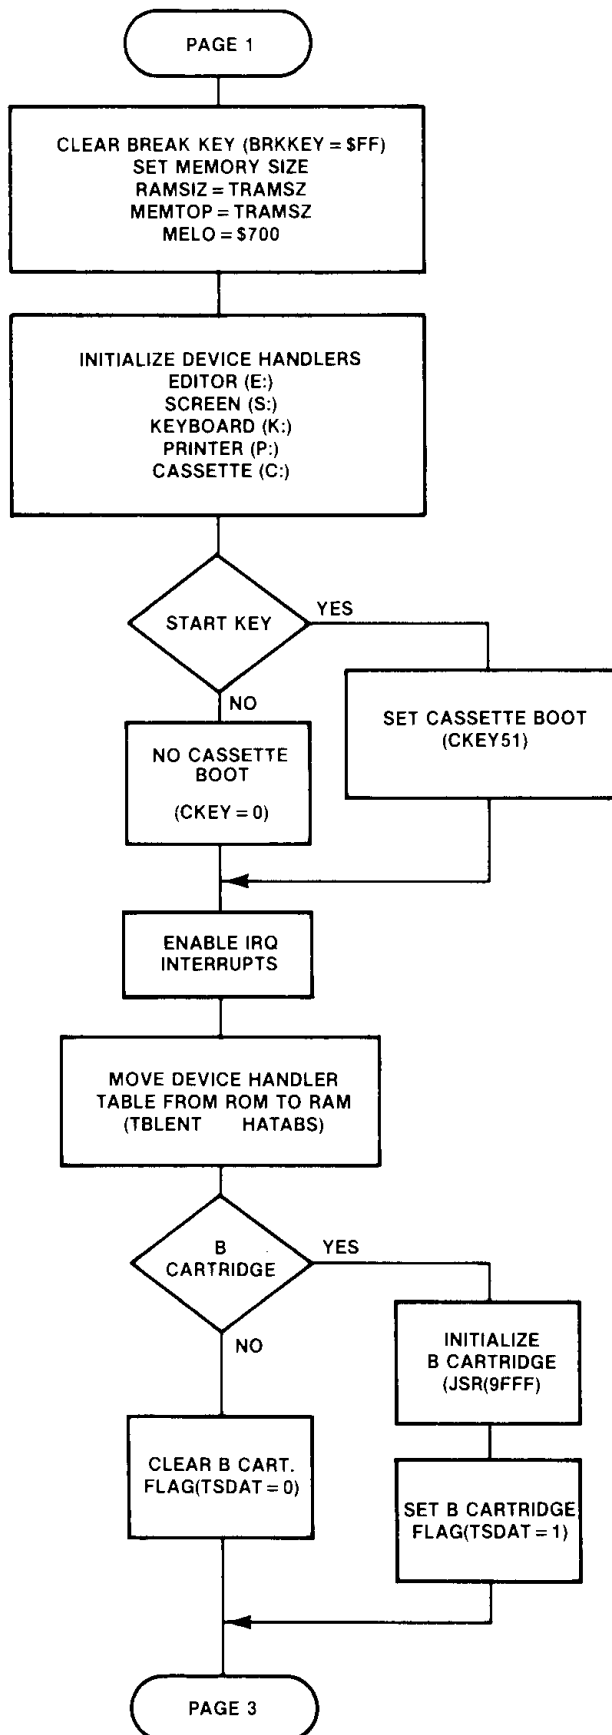 PAGE 1
CLEAR BREAK KEY (BRKKEY = $FF)
SET MEMORY SIZE
RAMSIZ = TRAMSZ
MEMTOP = TRAMSZ
MELO = $700
INITIALIZE DEVICE HANDLERS
EDITOR (E:)
SCREEN (S:)
KEYBOARD (K:)
PRINTER (P:)
CASSETTE (C:)
START KEY
YES
NO
SET CASSETTE BOOT
(CKEY51)
NO CASSETTE
BOOT
(CKEY = 0)
ENABLE IRQ
INTERRUPTS
MOVE DEVICE HANDLER
TABLE FROM ROM TO RAM
(TBLENT HATABS)
B
CARTRIDGE
YES
NO
INITIALIZE
B CARTRIDGE
(JSR(9FFF)
CLEAR B CART.
FLAG(TSDAT = 0)
SET B CARTRIDGE
FLAG(TSDAT = 1)
PAGE 3